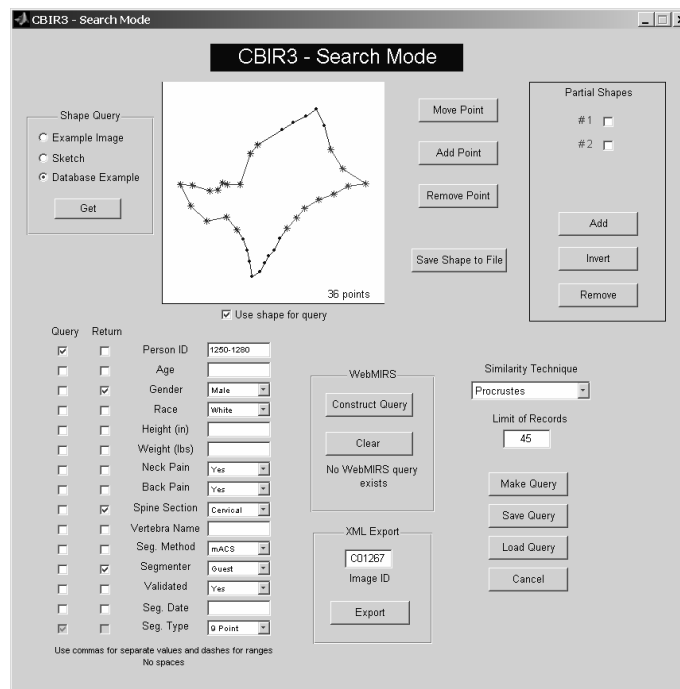 CBIR3 - Search Mode
CBIR3 - Search Mode
Shape Query
Example Image
Sketch
Database Example
Get
36 points
Use shape for query
Move Point
Add Point
Remove Point
Save Shape to File
Partial Shapes
#1
#2
Add
Invert
Remove
Query Return
Person ID 1250-1280
Age
Gender Male
Race White
Height (in)
Weight (lbs)
Neck Pain Yes
Back Pain Yes
Spine Section Cervical
Vertebra Name
Seg. Method mACS
Segmenter Guest
Validated Yes
Seg. Date
Seg. Type 9 Point
Use commas for separate values and dashes for ranges
No spaces
WebMIRS
Construct Query
Clear
No WebMIRS query
exists
XML Export
C01267
Image ID
Export
Similarity Technique
Procrustes
Limit of Records
45
Make Query
Save Query
Load Query
Cancel